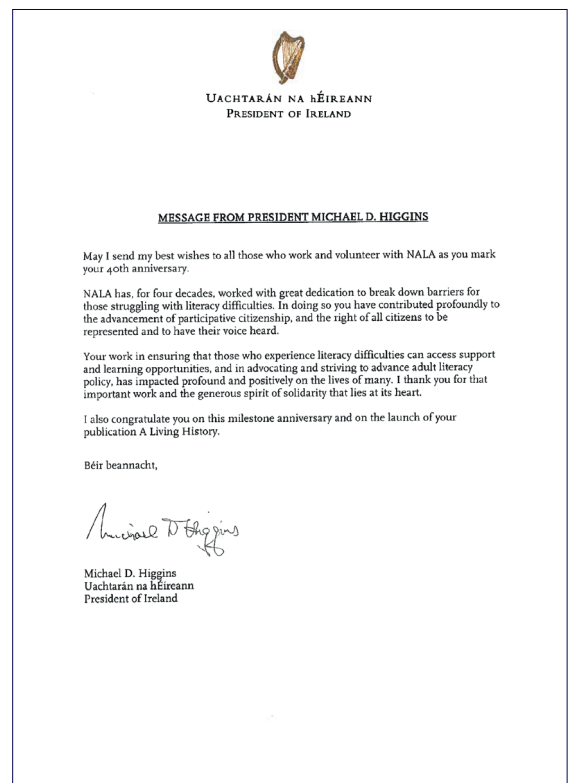 UACHTARÁN NA hÉIREANN
PRESIDENT OF IRELAND
MESSAGE FROM PRESIDENT MICHAEL D. HIGGINS
May I send my best wishes to all those who work and volunteer with NALA as you mark
your 40th anniversary.
NALA has, for four decades, worked with great dedication to break down barriers for
those struggling with literacy difficulties. In doing so you have contributed profoundly to
the advancement of participative citizenship, and the right of all citizens to be
represented and to have their voice heard.
Your work in ensuring that those who experience literacy difficulties can access support
and learning opportunities, and in advocating and striving to advance adult literacy
policy, has impacted profound and positively on the lives of many. I thank you for that
important work and the generous spirit of solidarity that lies at its heart.
I also congratulate you on this milestone anniversary and on the launch of your
publication A Living History.
Béir beannacht,
Michael D Higgins
Michael D. Higgins
Uachtarán na hÉireann
President of Ireland